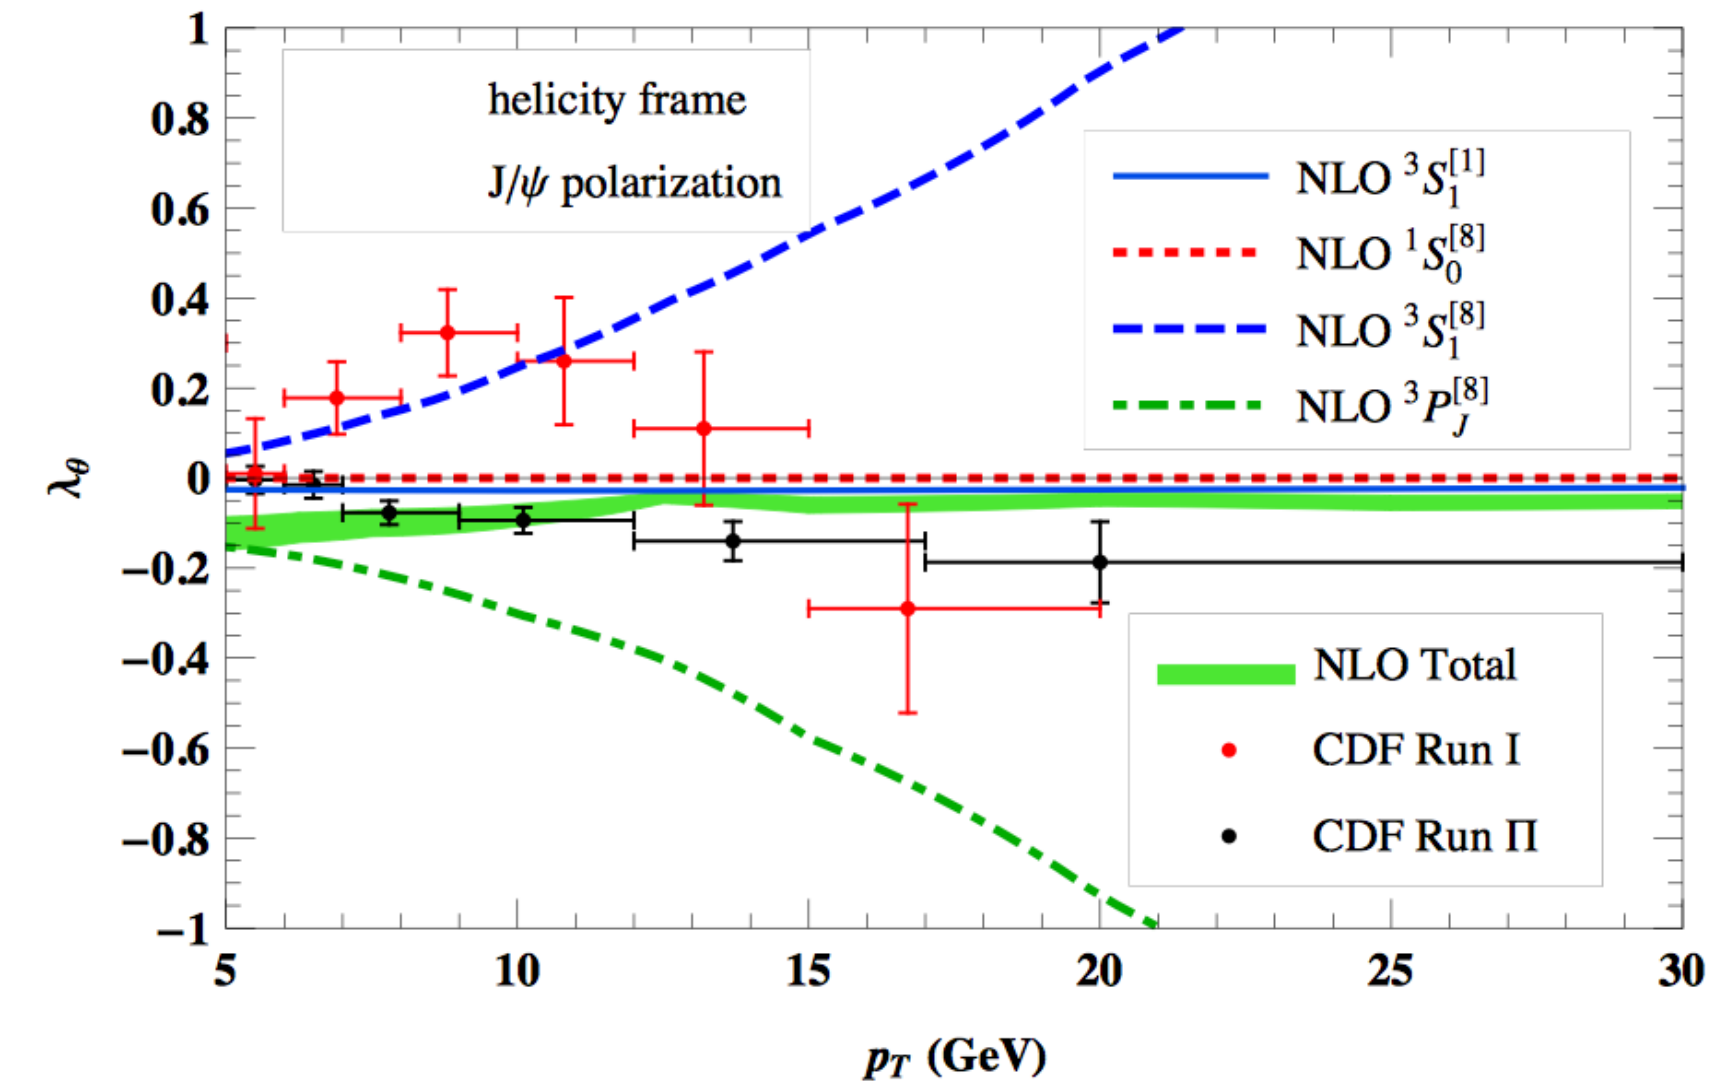 helicity frame
J/ψ polarization
NLO ³S₁^[1]
NLO ¹S₀^[8]
NLO ³S₁^[8]
NLO ³P_J^[8]
NLO Total
CDF Run I
CDF Run Π
1
0.8
0.6
0.4
0.2
0
−0.2
−0.4
−0.6
−0.8
−1
λ_θ
5 10 15 20 25 30
p_T (GeV)